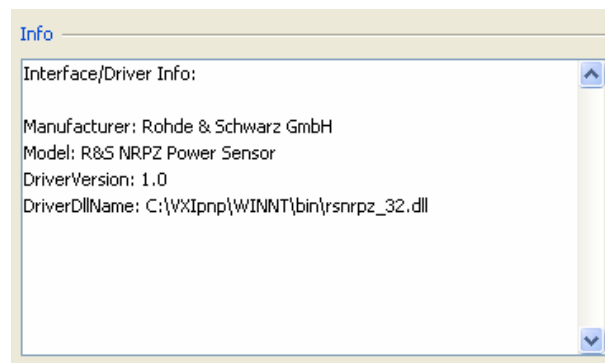 Info
Interface/Driver Info:
Manufacturer: Rohde & Schwarz GmbH
Model: R&S NRPZ Power Sensor
DriverVersion: 1.0
DriverDllName: C:\VXIpnp\WINNT\bin\rsnrpz_32.dll